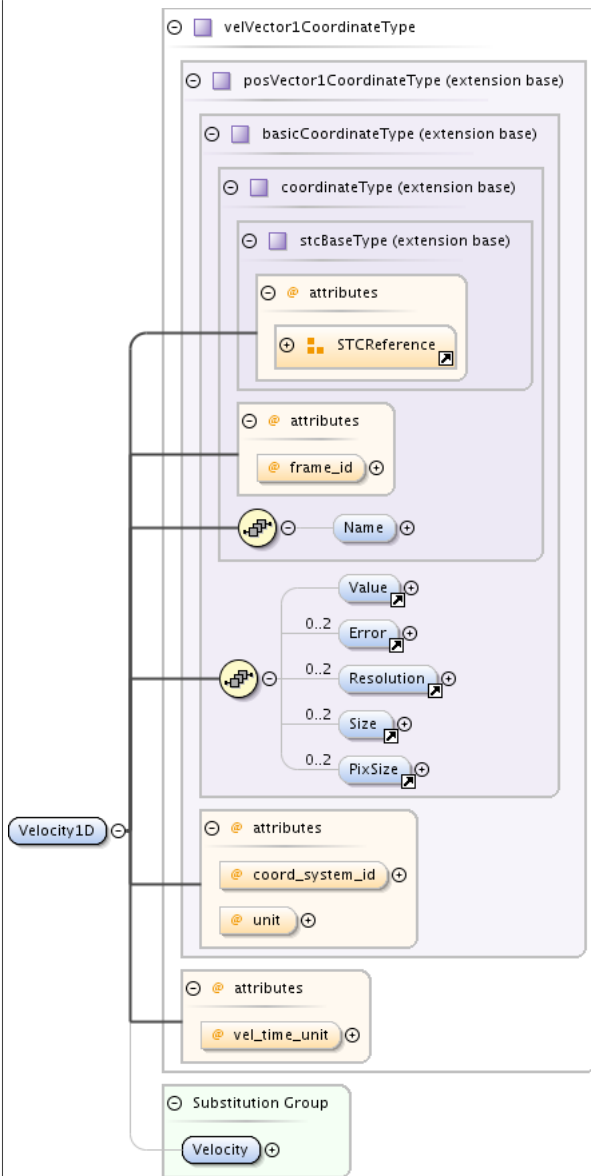 velVector1CoordinateType
posVector1CoordinateType (extension base)
basicCoordinateType (extension base)
coordinateType (extension base)
stcBaseType (extension base)
@ attributes
STCReference
@ attributes
@ frame_id
Name
Value
0..2 Error
0..2 Resolution
0..2 Size
0..2 PixSize
Velocity1D
@ attributes
@ coord_system_id
@ unit
@ attributes
@ vel_time_unit
Substitution Group
Velocity